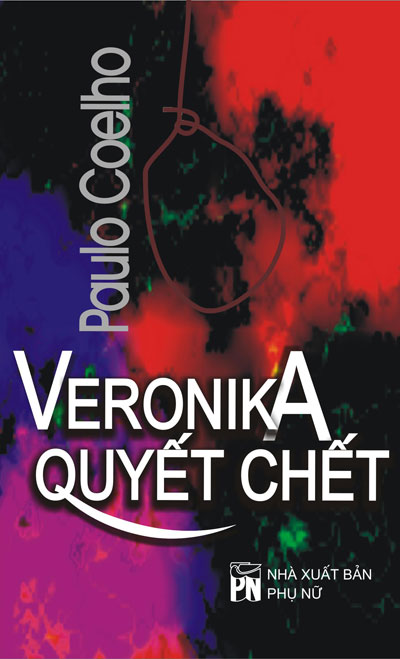 Paulo Coelho
VERONIKA
QUYẾT CHẾT
PN
NHÀ XUẤT BẢN
PHỤ NỮ